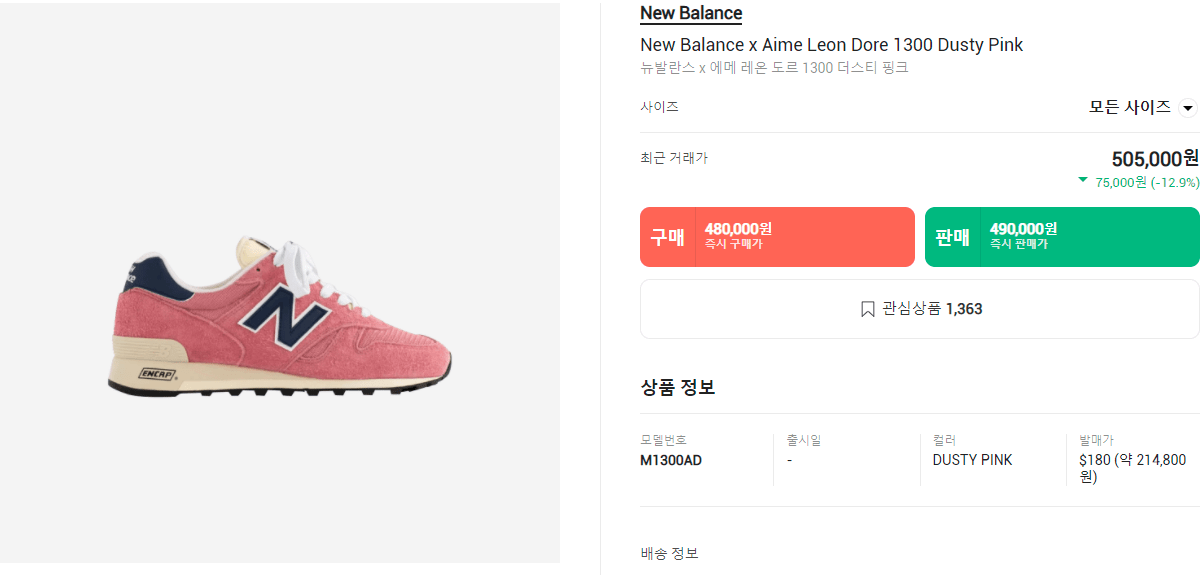 New Balance
New Balance x Aime Leon Dore 1300 Dusty Pink
뉴발란스 x 에메 레온 도르 1300 더스티 핑크
사이즈
모든 사이즈
최근 거래가
505,000원
75,000원 (-12.9%)
구매
480,000원
즉시 구매가
판매
490,000원
즉시 판매가
관심상품 1,363
상품 정보
모델번호
M1300AD
출시일
-
컬러
DUSTY PINK
발매가
$180 (약 214,800
원)
배송 정보
N
ENCAP